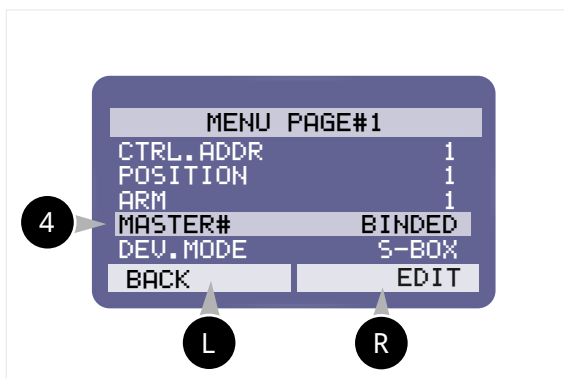 MENU PAGE#1
CTRL.ADDR 1
POSITION 1
ARM 1
4 MASTER# BINDED
DEV.MODE S-BOX
BACK EDIT
L R